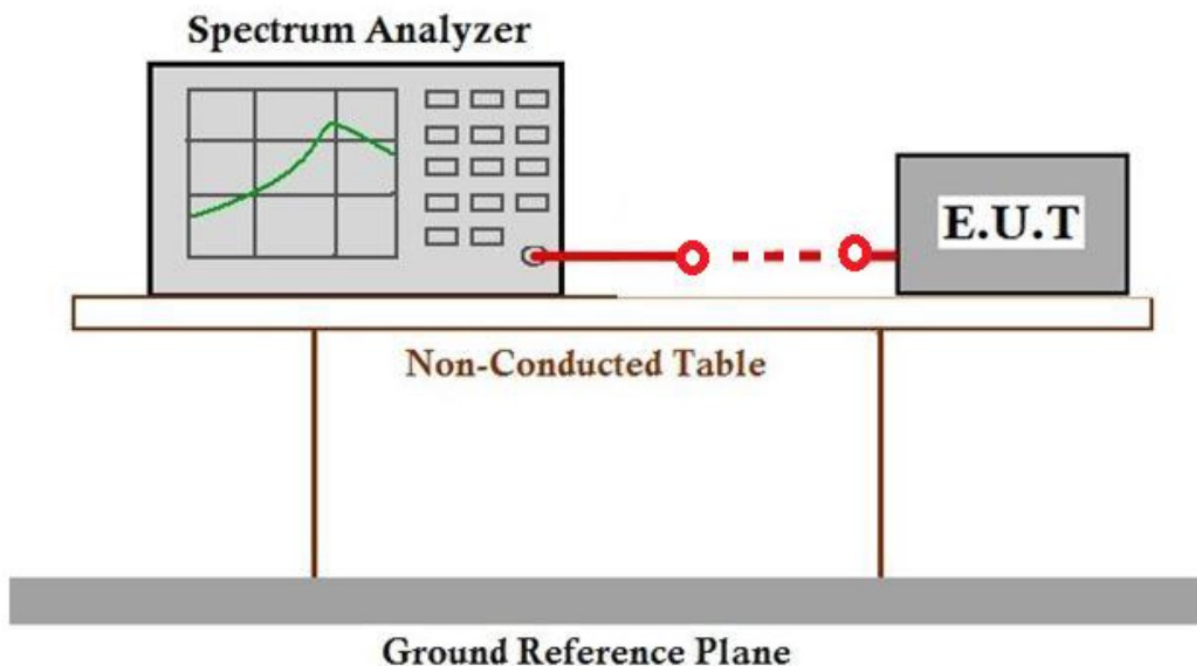 Spectrum Analyzer
E.U.T
Non-Conducted Table
Ground Reference Plane